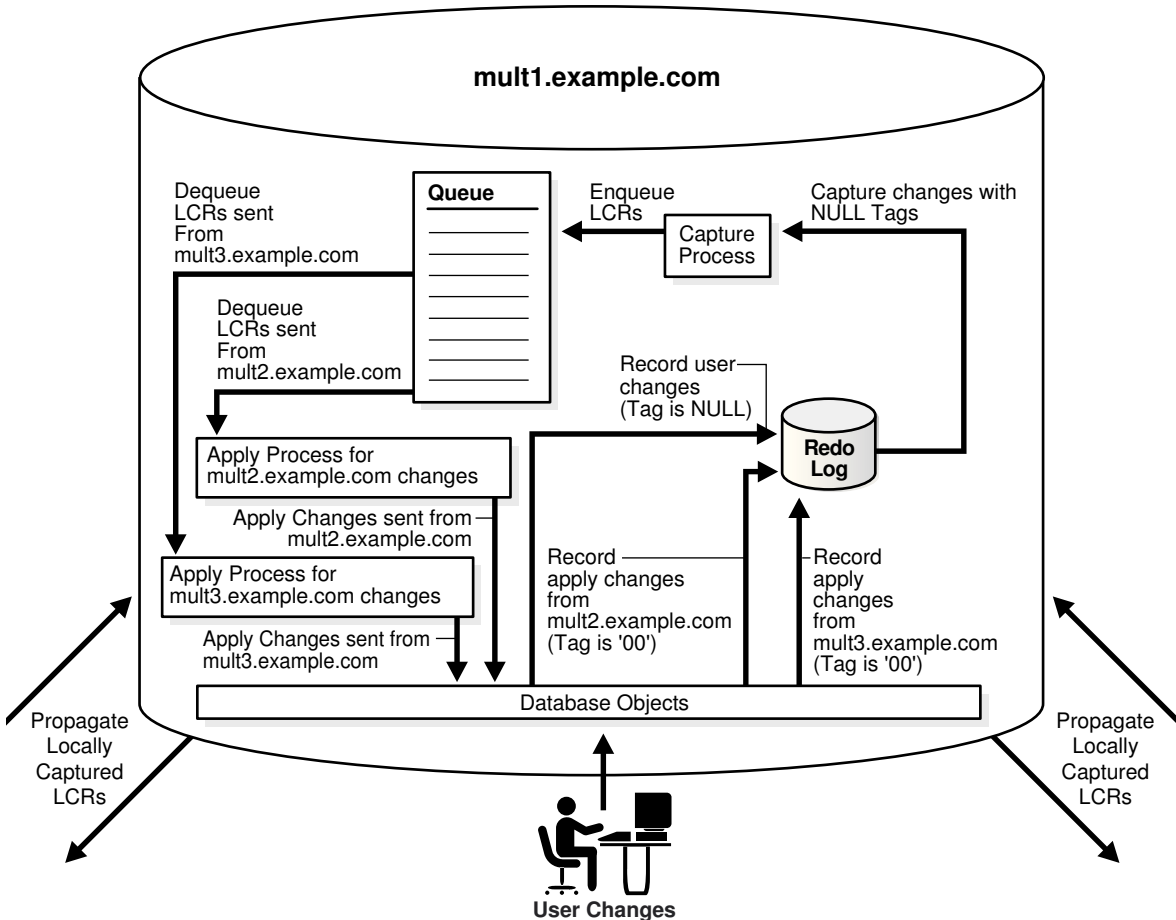 mult1.example.com
Dequeue
LCRs sent
From
mult3.example.com
Queue
Enqueue
LCRs
Capture
Process
Capture changes with
NULL Tags
Dequeue
LCRs sent
From
mult2.example.com
Record user
changes
(Tag is NULL)
Redo
Log
Apply Process for
mult2.example.com changes
Apply Changes sent from
mult2.example.com
Apply Process for
mult3.example.com changes
Apply Changes sent from
mult3.example.com
Record
apply changes
from
mult2.example.com
(Tag is '00')
Record
apply
changes
from
mult3.example.com
(Tag is '00')
Database Objects
Propagate
Locally
Captured
LCRs
Propagate
Locally
Captured
LCRs
User Changes